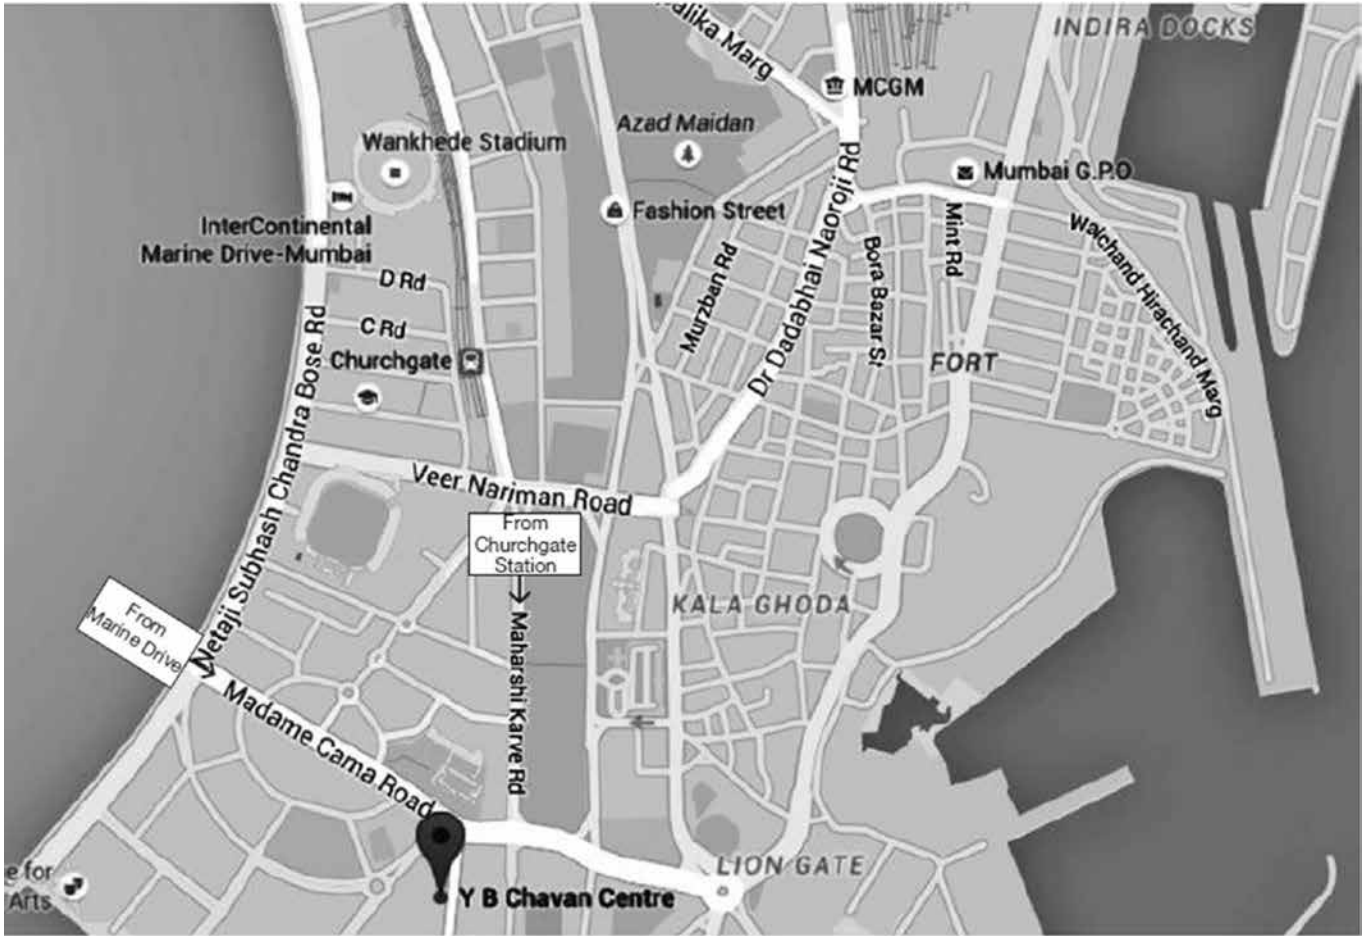 INDIRA DOCKS
alika Marg
MCGM
Azad Maidan
Wankhede Stadium
Mumbai G.P.O
InterContinental
Marine Drive-Mumbai
Fashion Street
Dr Dadabhai Naoroji Rd
Mint Rd
Walchand Hirachand Marg
Bora Bazar St
Murzban Rd
D Rd
C Rd
Churchgate
FORT
Netaji Subhash Chandra Bose Rd
Veer Nariman Road
From
Churchgate
Station
From
Marine Drive
KALA GHODA
Maharshi Karve Rd
Madame Cama Road
LION GATE
e for
Arts
Y B Chavan Centre